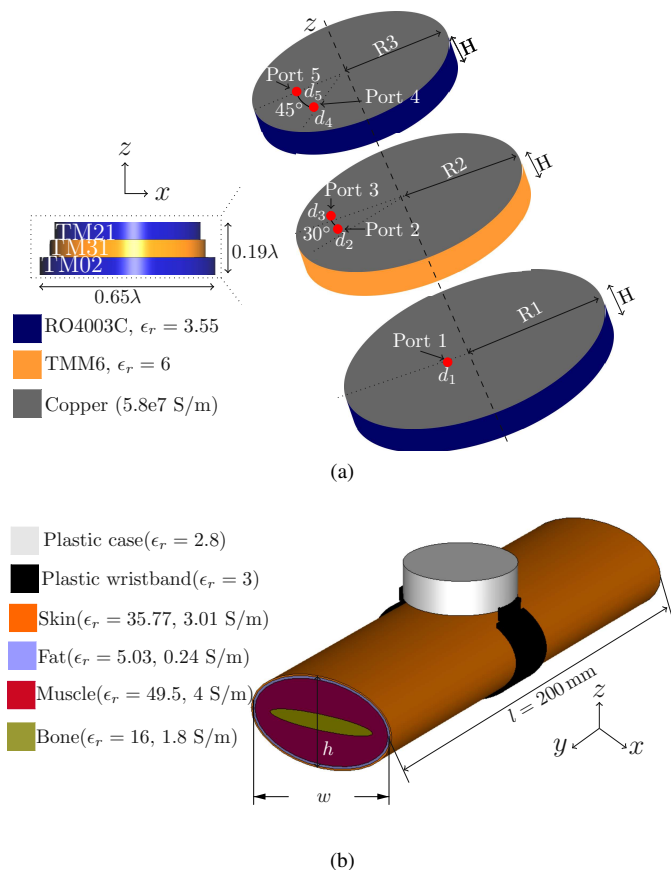 z
R3
H
Port 5
d₅
Port 4
45°
d₄
R2
H
Port 3
d₃
Port 2
30°
d₂
z
x
TM21
TM31
TM02
0.19λ
0.65λ
R1
H
Port 1
d₁
RO4003C, ϵᵣ = 3.55
TMM6, ϵᵣ = 6
Copper (5.8e7 S/m)
(a)
Plastic case(ϵᵣ = 2.8)
Plastic wristband(ϵᵣ = 3)
Skin(ϵᵣ = 35.77, 3.01 S/m)
Fat(ϵᵣ = 5.03, 0.24 S/m)
Muscle(ϵᵣ = 49.5, 4 S/m)
Bone(ϵᵣ = 16, 1.8 S/m)
h
w
l = 200 mm
z
y
x
(b)